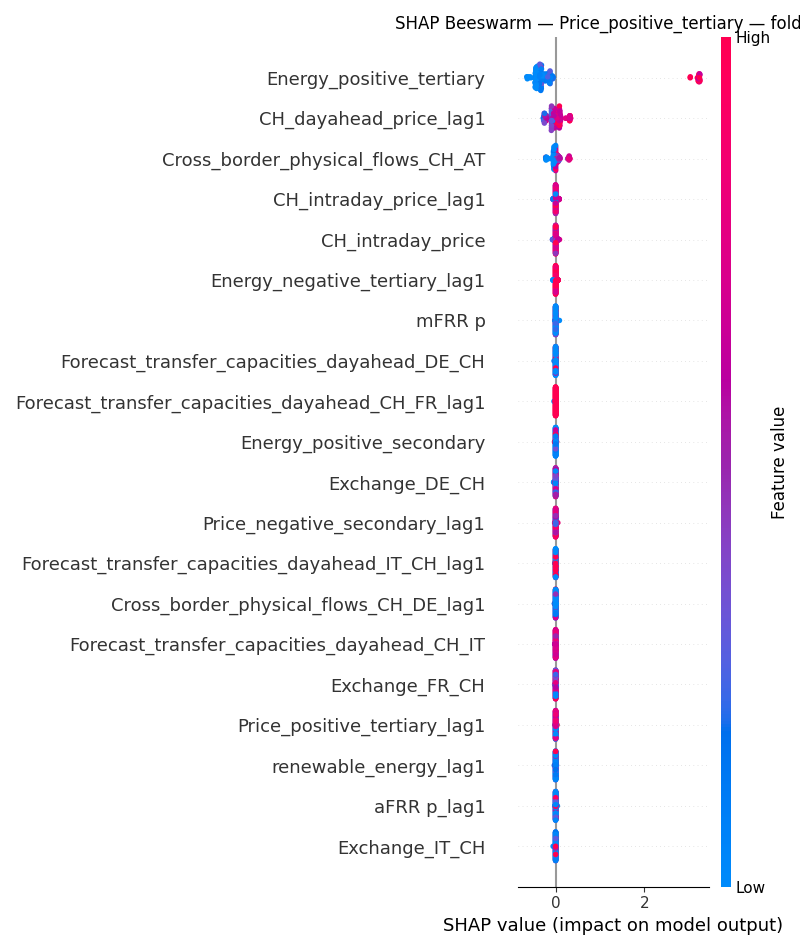 SHAP Beeswarm — Price_positive_tertiary — fold
High
Energy_positive_tertiary
CH_dayahead_price_lag1
Cross_border_physical_flows_CH_AT
CH_intraday_price_lag1
CH_intraday_price
Energy_negative_tertiary_lag1
mFRR p
Forecast_transfer_capacities_dayahead_DE_CH
Forecast_transfer_capacities_dayahead_CH_FR_lag1
Energy_positive_secondary
Exchange_DE_CH
Price_negative_secondary_lag1
Forecast_transfer_capacities_dayahead_IT_CH_lag1
Cross_border_physical_flows_CH_DE_lag1
Forecast_transfer_capacities_dayahead_CH_IT
Exchange_FR_CH
Price_positive_tertiary_lag1
renewable_energy_lag1
aFRR p_lag1
Exchange_IT_CH
Feature value
Low
0 2
SHAP value (impact on model output)